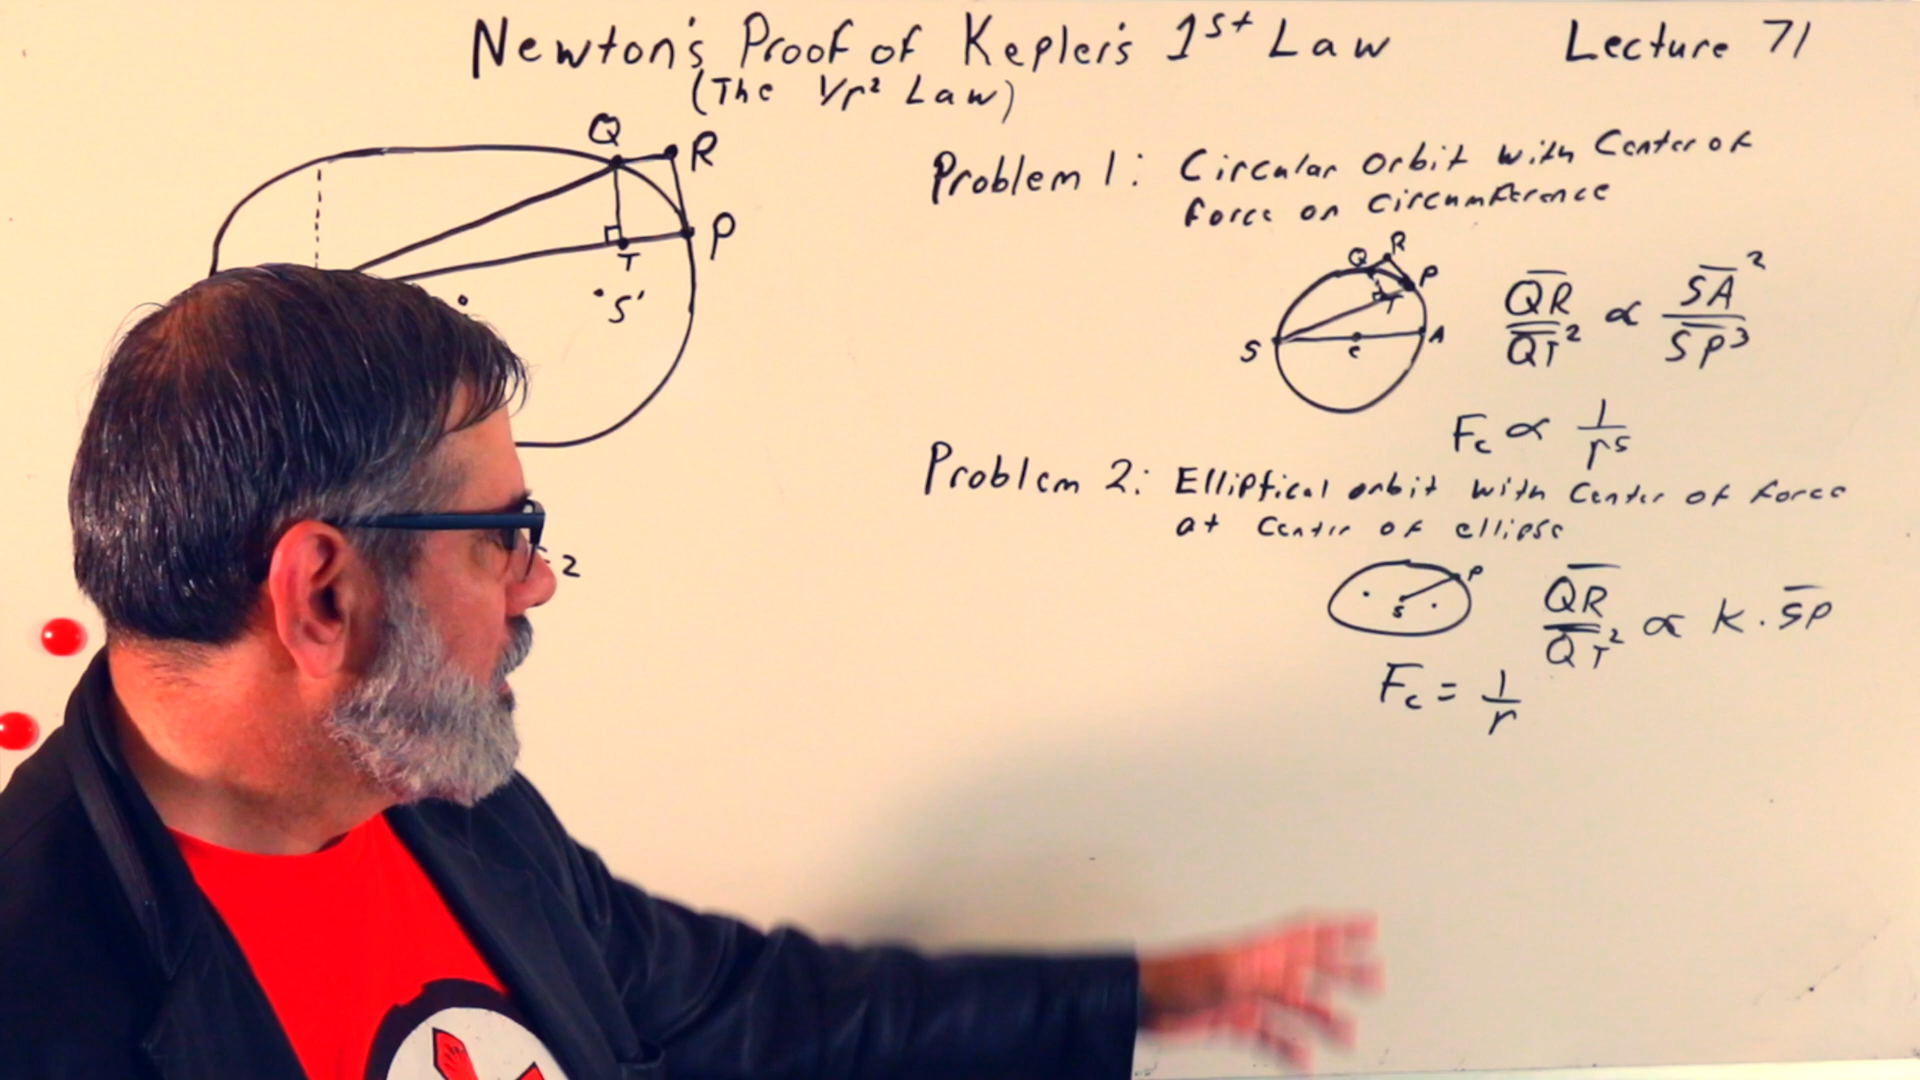 Newton's Proof of Kepler's 1st Law
Lecture 71
(The 1/r² Law)
Q
R
P
T
S'
2
Problem 1: Circular orbit with Center of
force on circumference
Q R P T S C A
QR/QT² ∝ SA²/SP³
Fc ∝ 1/r⁵
Problem 2: Elliptical orbit with Center of force
at Center of ellipse
P
S
QR/QT² ∝ K · SP
Fc = 1/r